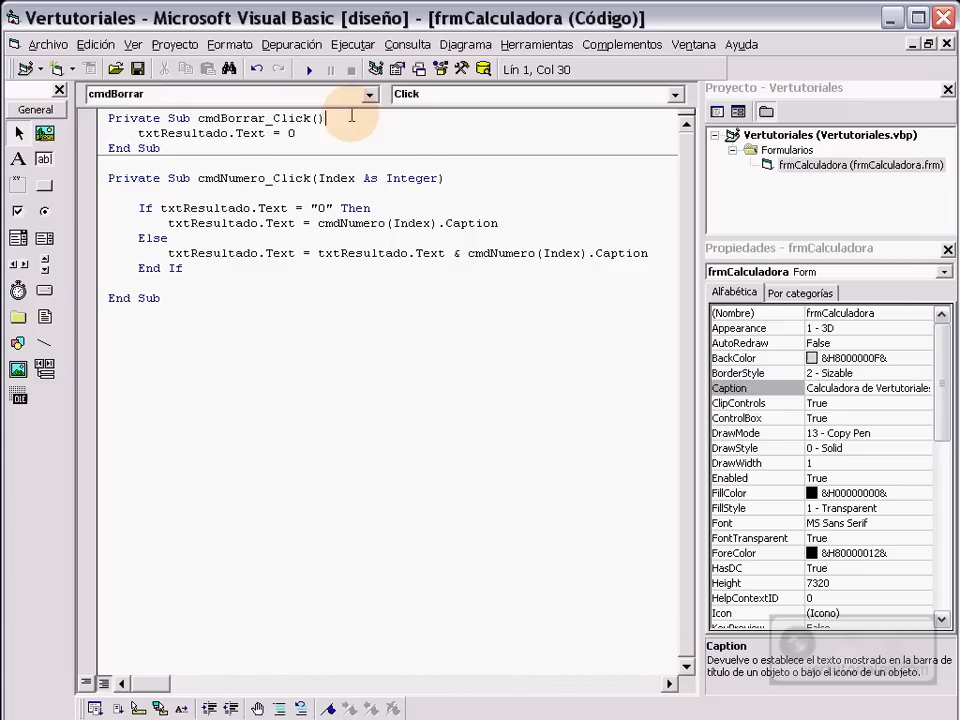 Vertutoriales - Microsoft Visual Basic [diseño] - [frmCalculadora (Código)]
Archivo Edición Ver Proyecto Formato Depuración Ejecutar Consulta Diagrama Herramientas Complementos Ventana Ayuda
Lín 1, Col 30
General
cmdBorrar
Click
Private Sub cmdBorrar_Click()
txtResultado.Text = 0
End Sub
Private Sub cmdNumero_Click(Index As Integer)
If txtResultado.Text = "0" Then
txtResultado.Text = cmdNumero(Index).Caption
Else
txtResultado.Text = txtResultado.Text & cmdNumero(Index).Caption
End If
End Sub
Proyecto - Vertutoriales
Vertutoriales (Vertutoriales.vbp)
Formularios
frmCalculadora (frmCalculadora.frm)
Propiedades - frmCalculadora
frmCalculadora Form
Alfabética Por categorías
(Nombre) frmCalculadora
Appearance 1 - 3D
AutoRedraw False
BackColor &H8000000F&
BorderStyle 2 - Sizable
Caption Calculadora de Vertutoriales
ClipControls True
ControlBox True
DrawMode 13 - Copy Pen
DrawStyle 0 - Solid
DrawWidth 1
Enabled True
FillColor &H00000000&
FillStyle 1 - Transparent
Font MS Sans Serif
FontTransparent True
ForeColor &H80000012&
HasDC True
Height 7320
HelpContextID 0
Icon (Icono)
KeyPreview False
Caption
Devuelve o establece el texto mostrado en la barra de
título de un objeto o bajo el icono de un objeto.